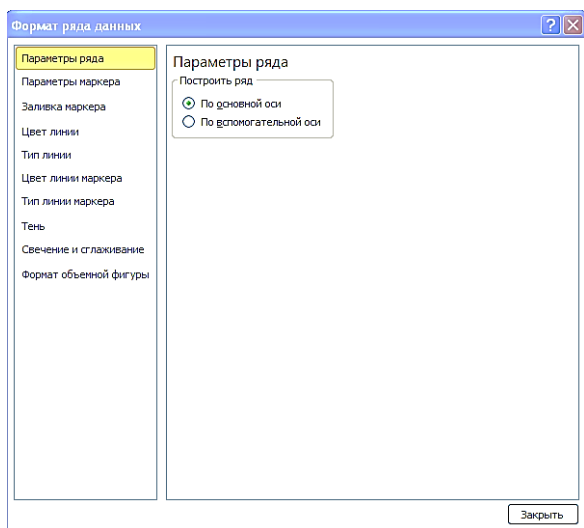 Формат ряда данных
Параметры ряда
Параметры маркера
Заливка маркера
Цвет линии
Тип линии
Цвет линии маркера
Тип линии маркера
Тень
Свечение и сглаживание
Формат объемной фигуры
Параметры ряда
Построить ряд
По основной оси
По вспомогательной оси
Закрыть